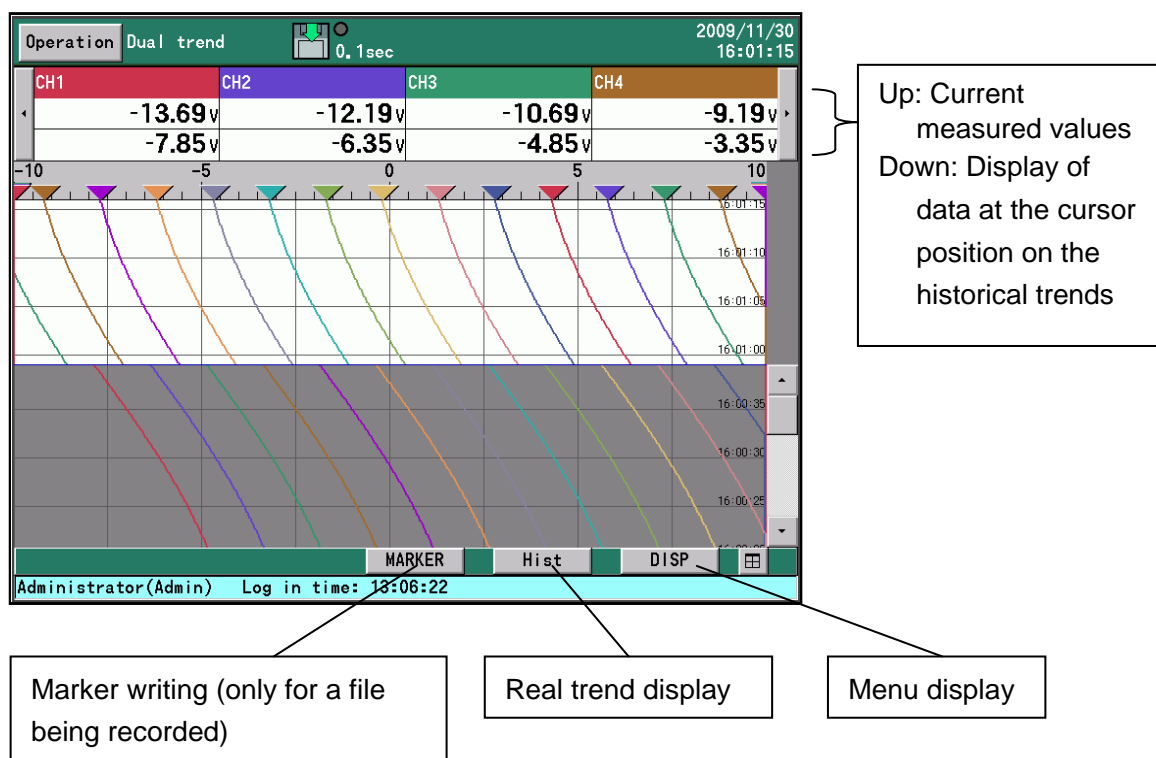 Operation Dual trend 0.1sec 2009/11/30
16:01:15
CH1 CH2 CH3 CH4
-13.69V -12.19V -10.69V -9.19V
-7.85V -6.35V -4.85V -3.35V
-10 -5 0 5 10
16:01:15
16:01:10
16:01:05
16:01:00
16:00:35
16:00:30
16:00:25
MARKER Hist DISP
Administrator(Admin) Log in time: 13:06:22
Up: Current
measured values
Down: Display of
data at the cursor
position on the
historical trends
Marker writing (only for a file
being recorded)
Real trend display
Menu display